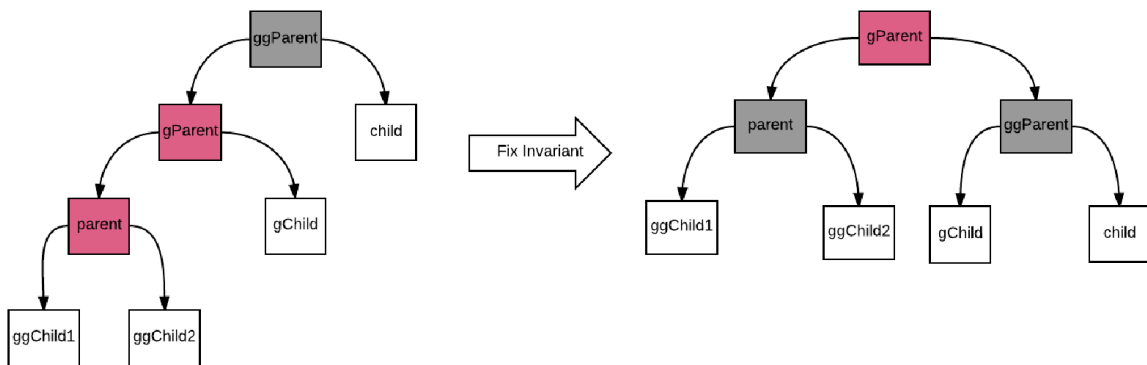 ggParent
gParent
child
parent
gChild
ggChild1
ggChild2
Fix Invariant
gParent
parent
ggParent
ggChild1
ggChild2
gChild
child